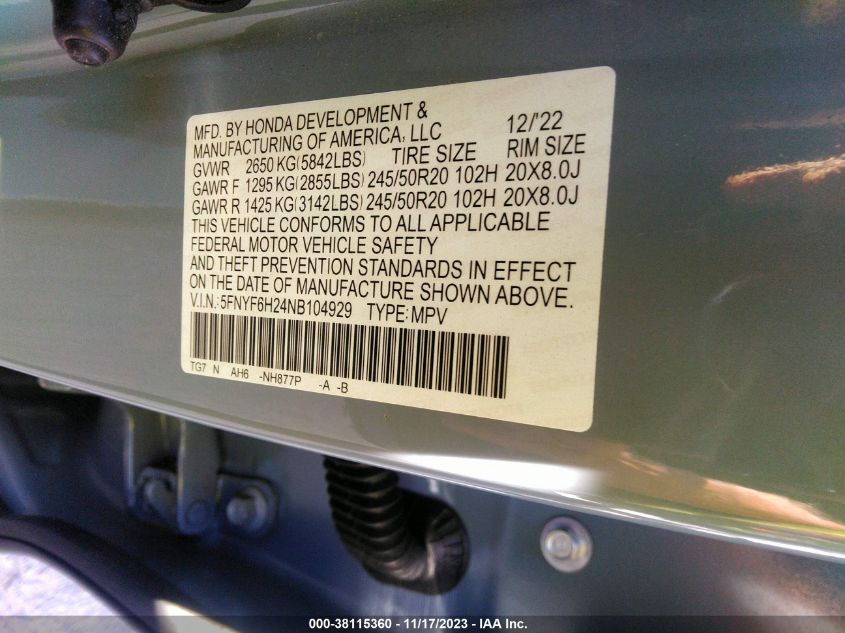 MFD. BY HONDA DEVELOPMENT &
MANUFACTURING OF AMERICA, LLC 12/'22
GVWR 2650 KG(5842LBS) TIRE SIZE RIM SIZE
GAWR F 1295 KG(2855LBS) 245/50R20 102H 20X8.0J
GAWR R 1425 KG(3142LBS) 245/50R20 102H 20X8.0J
THIS VEHICLE CONFORMS TO ALL APPLICABLE
FEDERAL MOTOR VEHICLE SAFETY
AND THEFT PREVENTION STANDARDS IN EFFECT
ON THE DATE OF MANUFACTURE SHOWN ABOVE.
V.I.N.: 5FNYF6H24NB104929 TYPE: MPV
TG7 N AH6 -NH877P -A -B
000-38115360 - 11/17/2023 - IAA Inc.